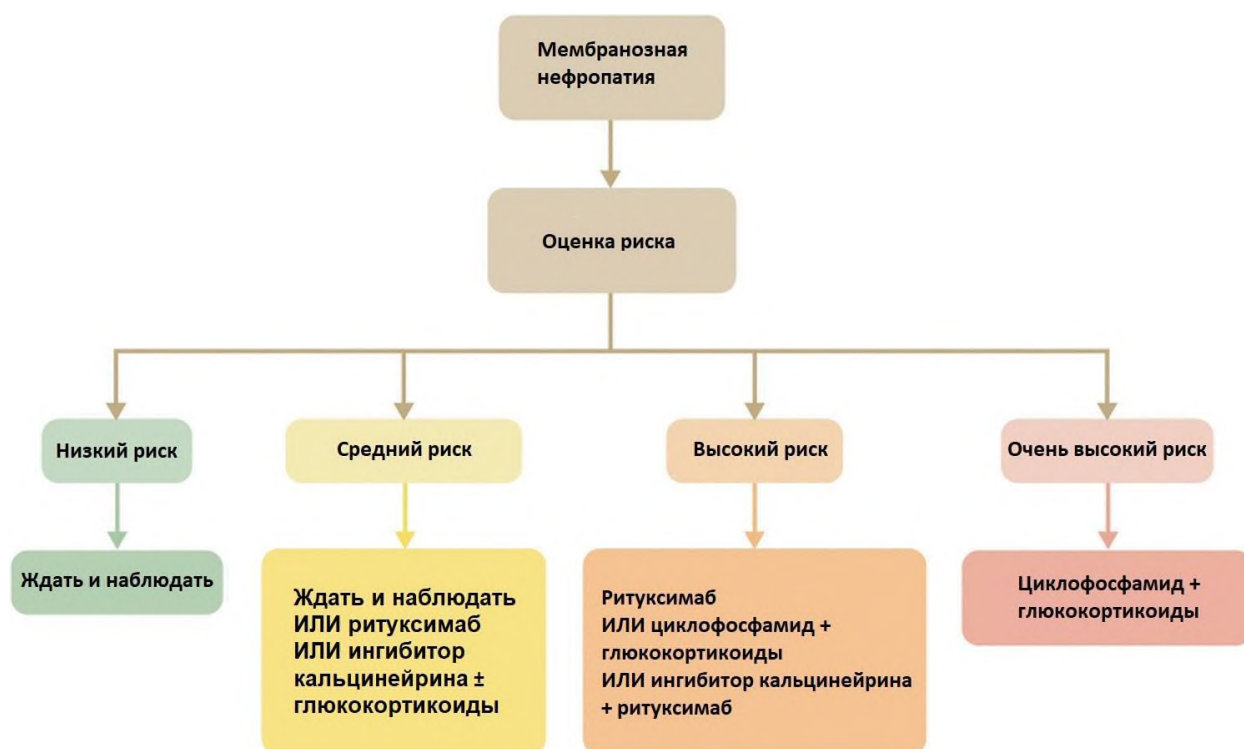 Мембранозная
нефропатия
Оценка риска
Низкий риск
Средний риск
Высокий риск
Очень высокий риск
Ждать и наблюдать
Ждать и наблюдать
ИЛИ ритуксимаб
ИЛИ ингибитор
кальцинейрина ±
глюкокортикоиды
Ритуксимаб
ИЛИ циклофосфамид +
глюкокортикоиды
ИЛИ ингибитор кальцинейрина
+ ритуксимаб
Циклофосфамид +
глюкокортикоиды